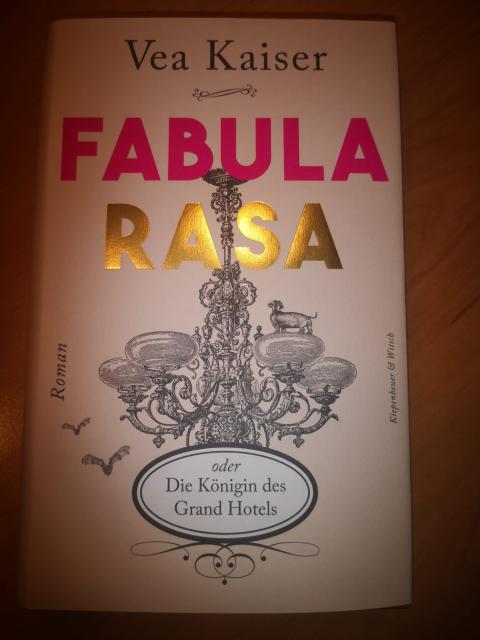 Vea Kaiser
FABULA
RASA
Roman
Kiepenheuer & Witsch
oder
Die Königin des
Grand Hotels